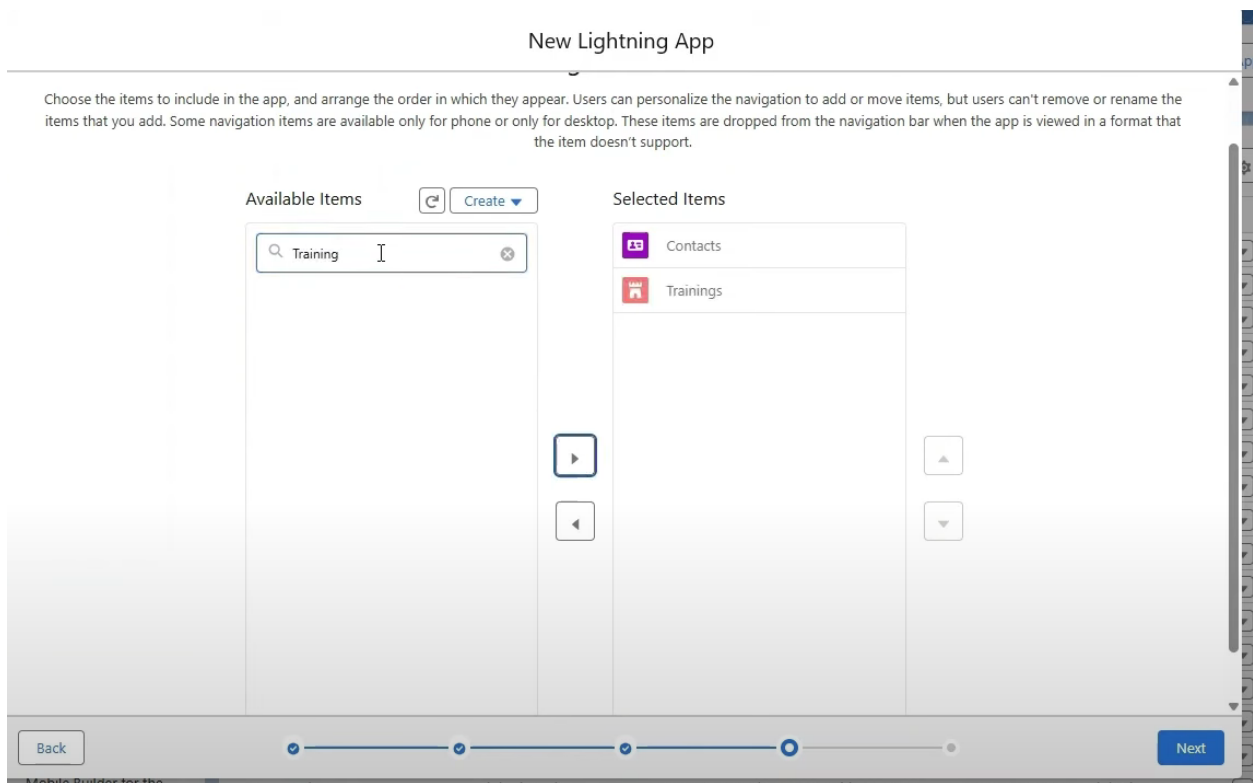 New Lightning App
Choose the items to include in the app, and arrange the order in which they appear. Users can personalize the navigation to add or move items, but users can't remove or rename the
items that you add. Some navigation items are available only for phone or only for desktop. These items are dropped from the navigation bar when the app is viewed in a format that
the item doesn't support.
Available Items
Create
Selected Items
Training
Contacts
Trainings
Back
Next
Mobile Builder for the